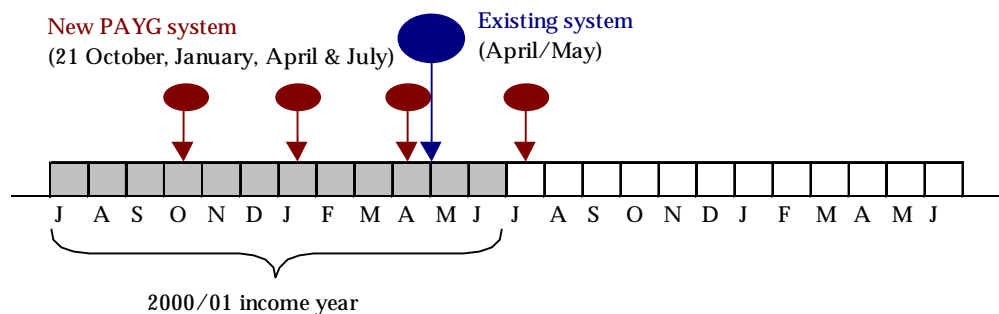 New PAYG system
(21 October, January, April & July)
Existing system
(April/May)
J A S O N D J F M A M J J A S O N D J F M A M J
2000/01 income year